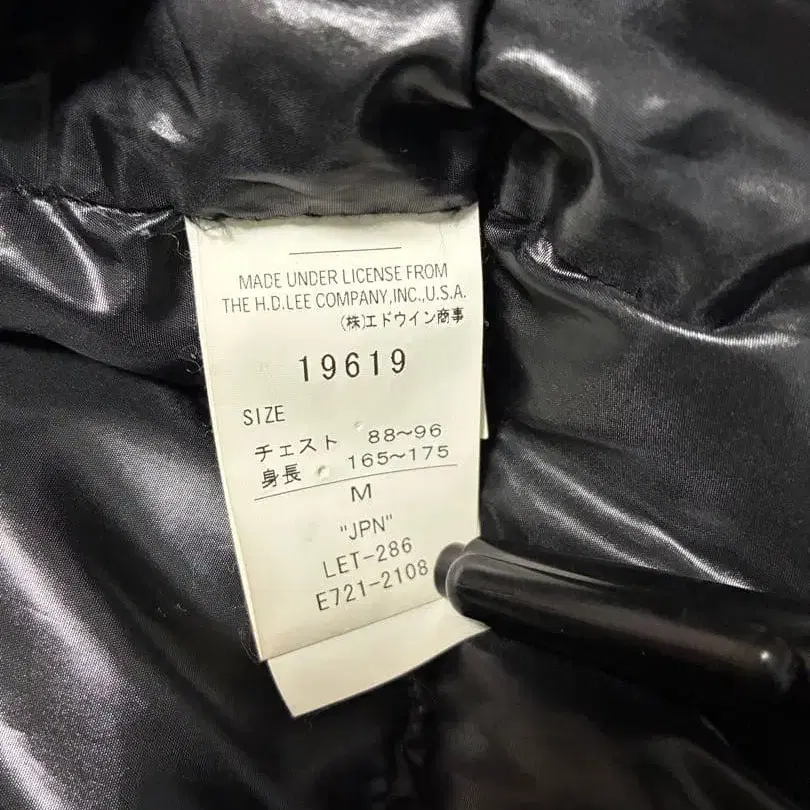 MADE UNDER LICENSE FROM
THE H.D.LEE COMPANY,INC.,U.S.A.
(株)エドウイン商事
19619
SIZE
チェスト 88～96
身長 165～175
M
"JPN"
LET-286
E721-2108